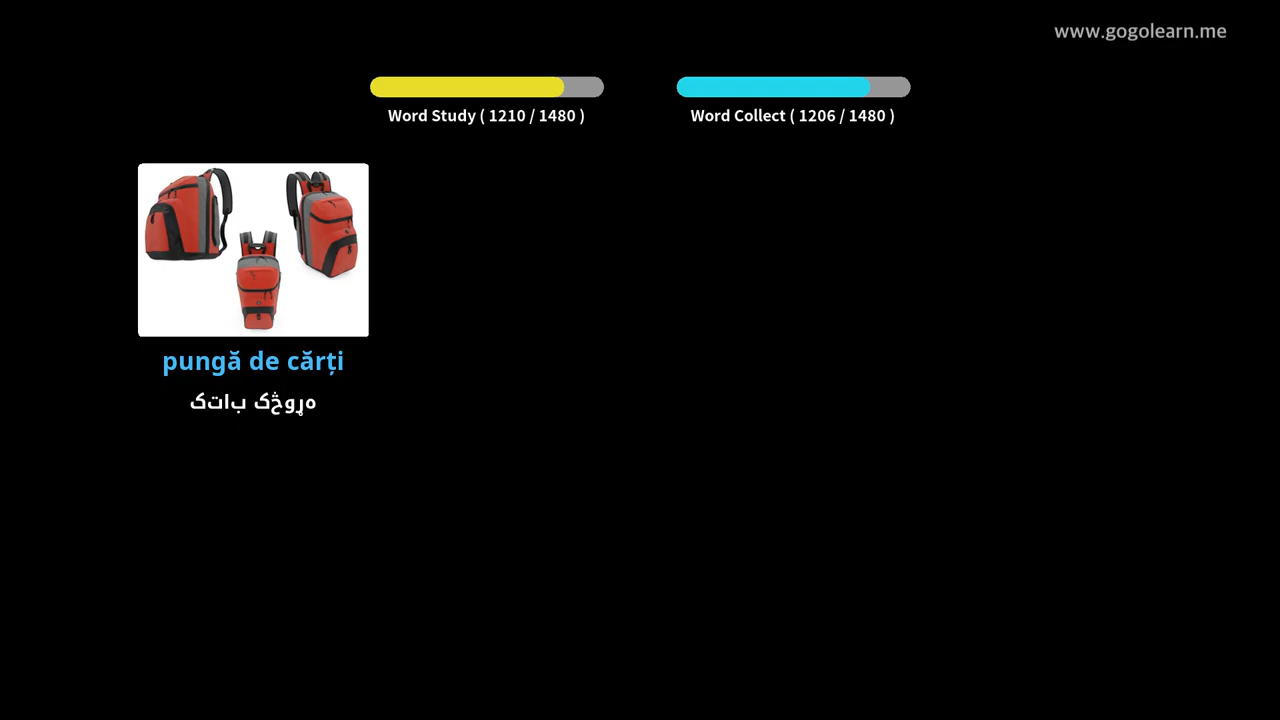 www.gogolearn.me
Word Study ( 1210 / 1480 )
Word Collect ( 1206 / 1480 )
pungă de cărți
کتاب کڅوړه